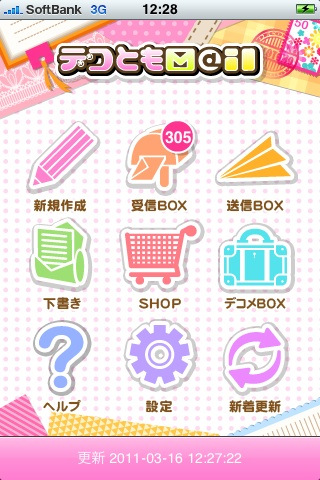 SoftBank 3G 12:28
50
デコとも@il
305
新規作成 受信BOX 送信BOX
下書き SHOP デコメBOX
ヘルプ 設定 新着更新
更新 2011-03-16 12:27:22